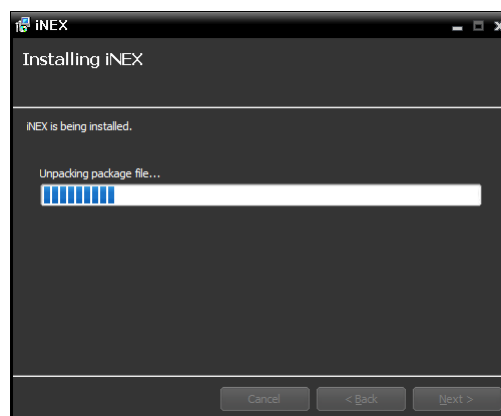 iNEX
Installing iNEX
iNEX is being installed.
Unpacking package file...
Cancel
< Back
Next >